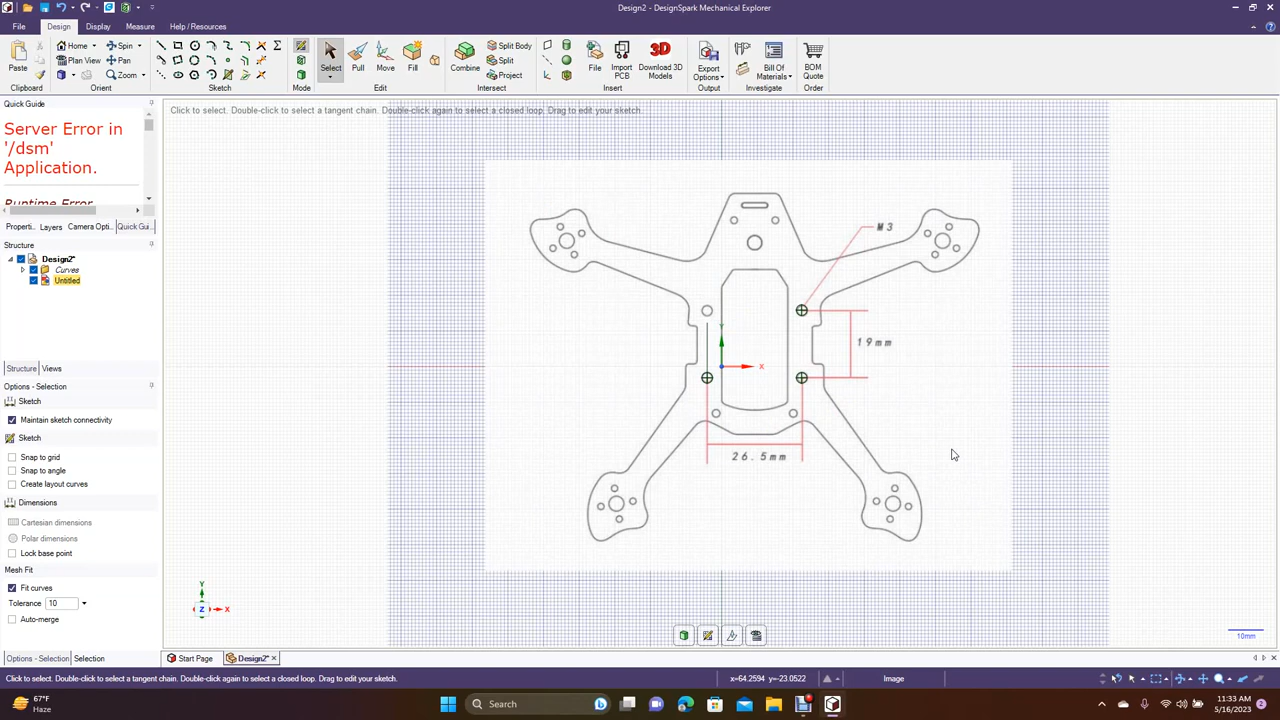 Design2 - DesignSpark Mechanical Explorer
File Design Display Measure Help / Resources
Paste
Home
Plan View
Spin
Pan
Zoom
Select
Pull
Move
Fill
Combine
Split Body
Split
Project
File
Import PCB
3D
Download 3D Models
Export Options
Bill Of Materials
BOM Quote
Clipboard Orient Sketch Mode Edit Intersect Insert Output Investigate Order
Quick Guide
Click to select. Double-click to select a tangent chain. Double-click again to select a closed loop. Drag to edit your sketch.
Server Error in
'/dsm'
Application.
Runtime Error
Properti... Layers Camera Opti... Quick Gui...
Structure
Design2*
Curves
Untitled
Structure Views
Options - Selection
Sketch
Maintain sketch connectivity
Sketch
Snap to grid
Snap to angle
Create layout curves
Dimensions
Cartesian dimensions
Polar dimensions
Lock base point
Mesh Fit
Fit curves
Tolerance 10
Auto-merge
M3
19mm
26.5mm
Y
X
Y
Z X
10mm
Options - Selection Selection
Start Page Design2*
Click to select. Double-click to select a tangent chain. Double-click again to select a closed loop. Drag to edit your sketch.
x=64.2594 y=-23.0522
Image
67°F
Haze
Search
11:33 AM
5/16/2023